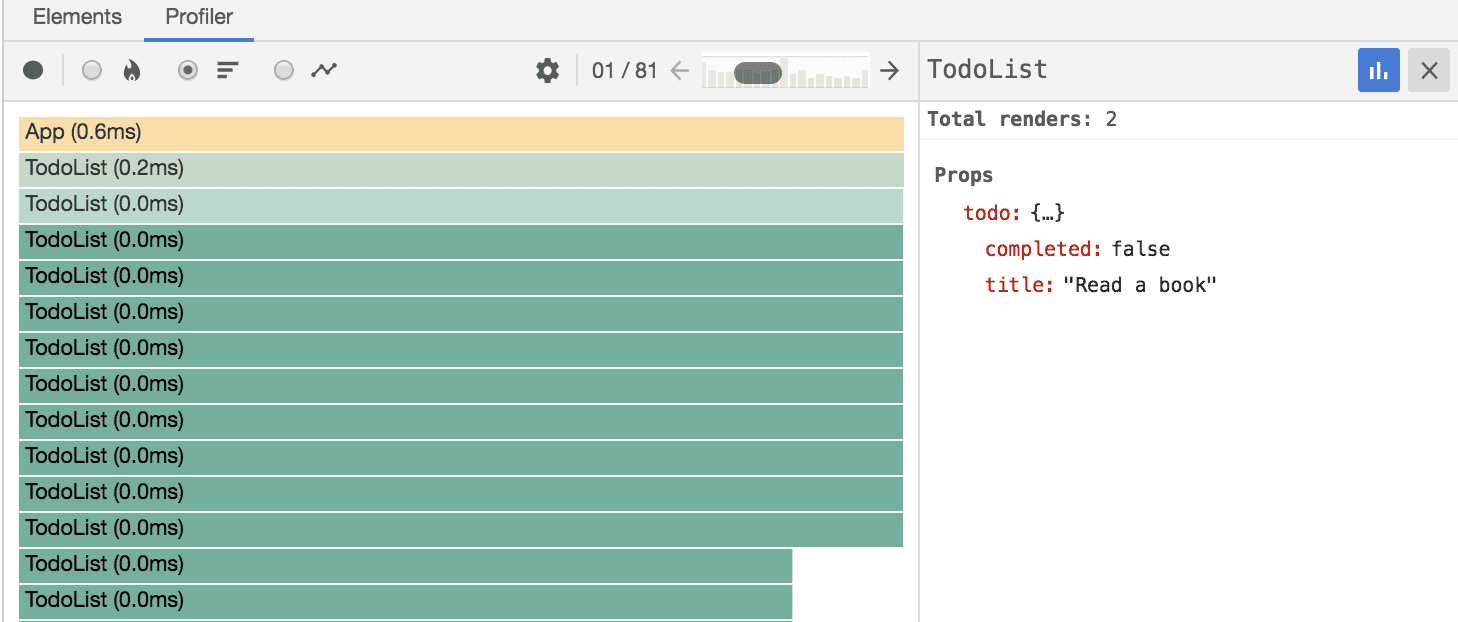 Elements Profiler
01 / 81
TodoList
Total renders: 2
App (0.6ms)
TodoList (0.2ms)
TodoList (0.0ms)
TodoList (0.0ms)
TodoList (0.0ms)
TodoList (0.0ms)
TodoList (0.0ms)
TodoList (0.0ms)
TodoList (0.0ms)
TodoList (0.0ms)
TodoList (0.0ms)
TodoList (0.0ms)
TodoList (0.0ms)
TodoList (0.0ms)
Props
todo: {…}
completed: false
title: "Read a book"